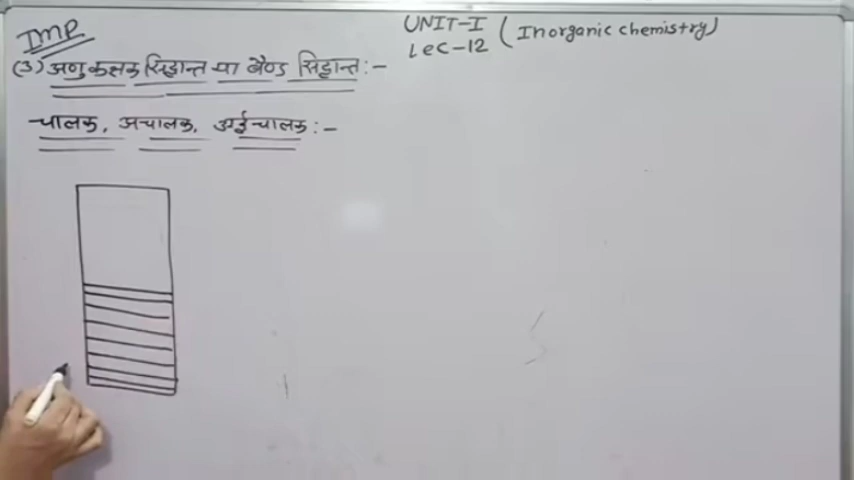 IMP
UNIT-I (Inorganic chemistry)
Lec-12
(3) अणु कक्षक सिद्धान्त या बैण्ड सिद्धान्त :-
चालक, अचालक, अर्द्धचालक :-